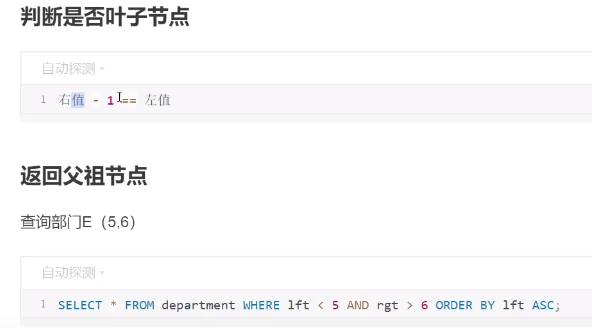 判断是否叶子节点
自动探测
1 右值 - 1 == 左值
返回父祖节点
查询部门E（5,6）
自动探测
1 SELECT * FROM department WHERE lft < 5 AND rgt > 6 ORDER BY lft ASC;